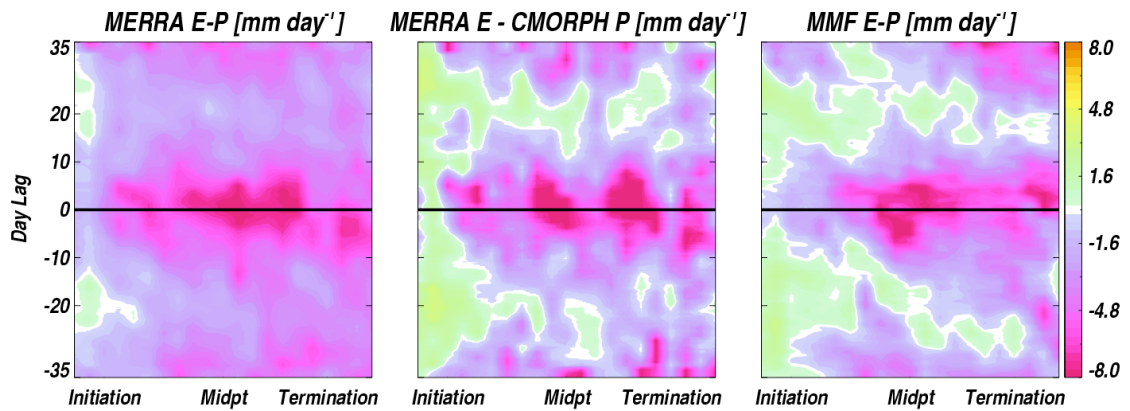 MERRA E-P [mm day⁻¹]
MERRA E - CMORPH P [mm day⁻¹]
MMF E-P [mm day⁻¹]
Day Lag
35
20
10
0
-10
-20
-35
Initiation Midpt Termination
Initiation Midpt Termination
Initiation Midpt Termination
8.0
4.8
1.6
-1.6
-4.8
-8.0